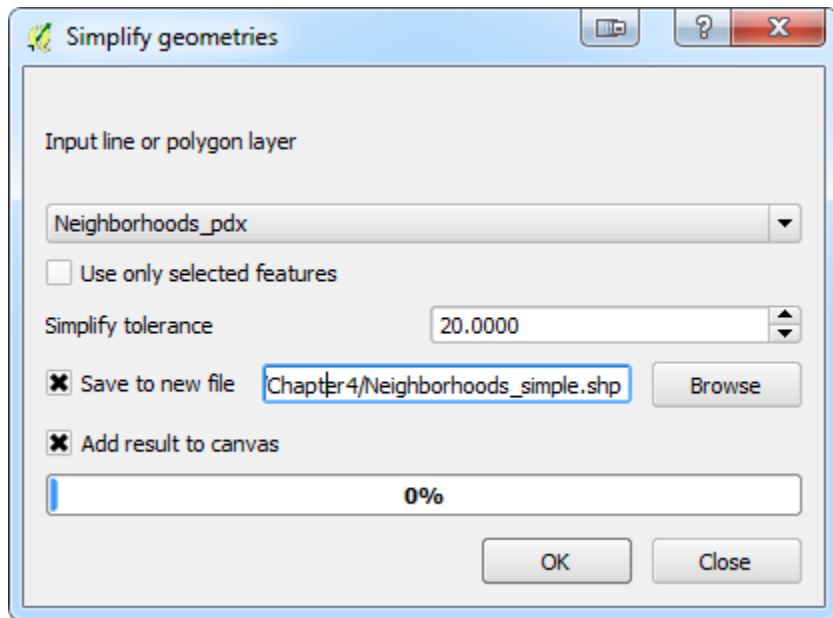 Simplify geometries
Input line or polygon layer
Neighborhoods_pdx
Use only selected features
Simplify tolerance 20.0000
Save to new file /Chapter4/Neighborhoods_simple.shp Browse
Add result to canvas
0%
OK Close